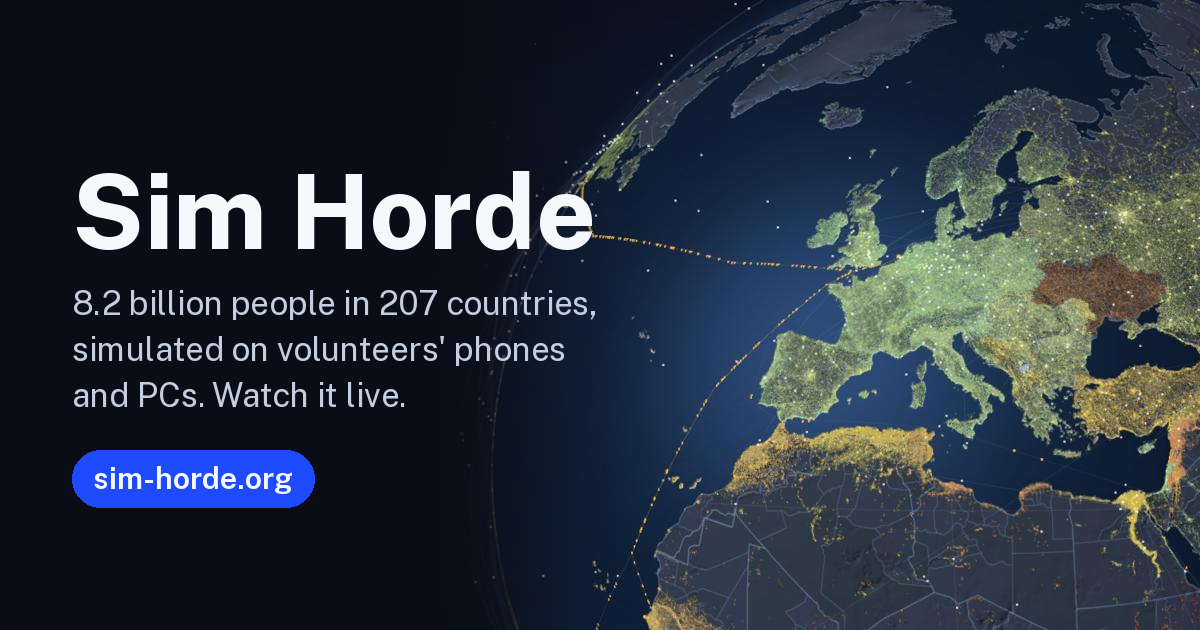 Sim Horde
8.2 billion people in 207 countries,
simulated on volunteers' phones
and PCs. Watch it live.
sim-horde.org